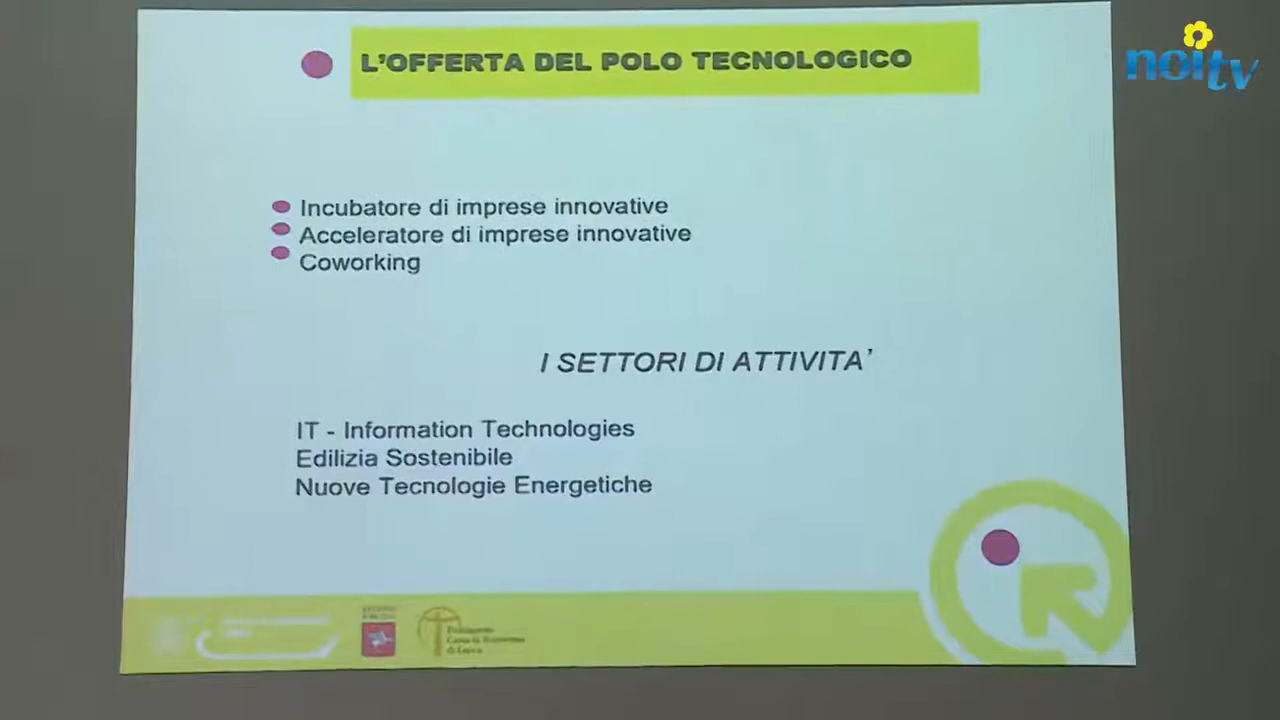 noitv
L'OFFERTA DEL POLO TECNOLOGICO
Incubatore di imprese innovative
Acceleratore di imprese innovative
Coworking
I SETTORI DI ATTIVITA'
IT - Information Technologies
Edilizia Sostenibile
Nuove Tecnologie Energetiche